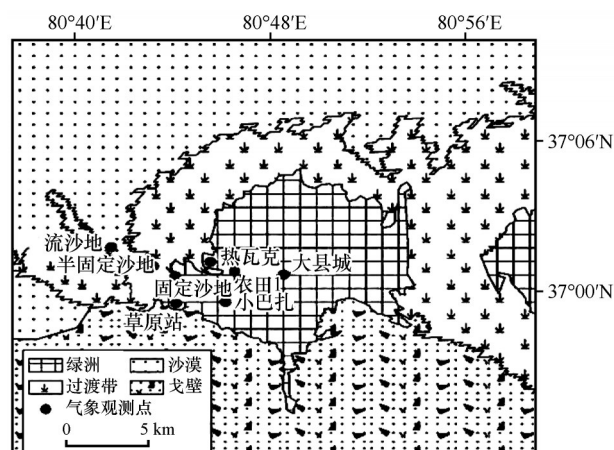 80°40′E 80°48′E 80°56′E
37°06′N
流沙地
热瓦克
大县城
半固定沙地
固定沙地 农田1
小巴扎
37°00′N
草原站
绿洲 沙漠
过渡带 戈壁
气象观测点
0 5 km